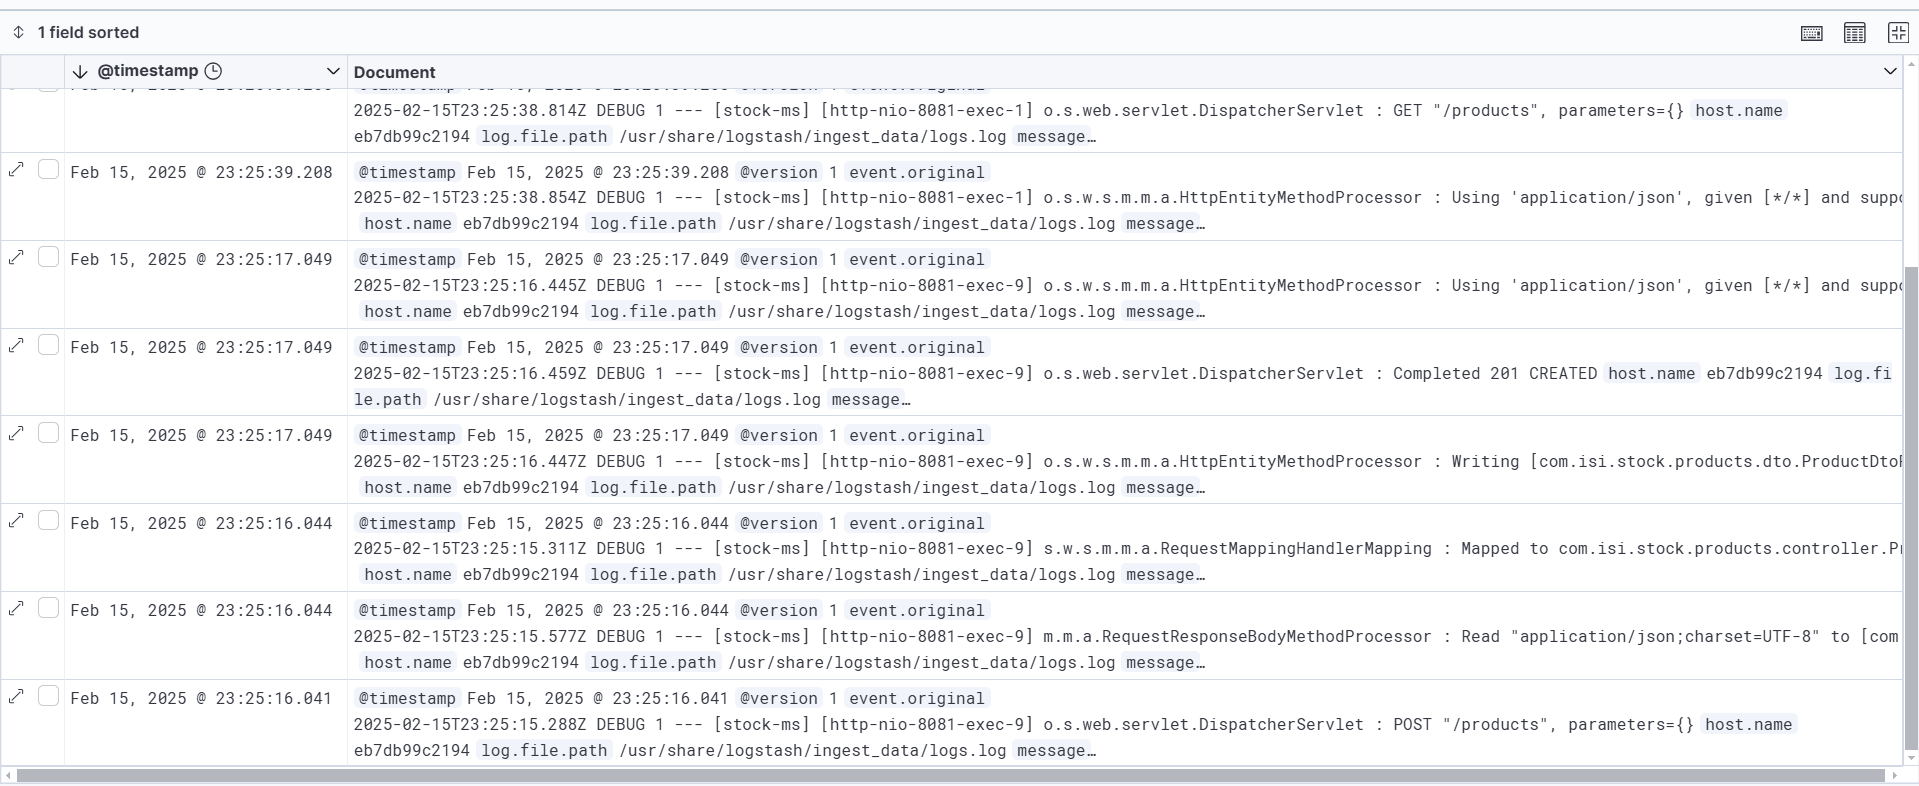 1 field sorted
@timestamp Document
2025-02-15T23:25:38.814Z DEBUG 1 --- [stock-ms] [http-nio-8081-exec-1] o.s.web.servlet.DispatcherServlet : GET "/products", parameters={} host.name
eb7db99c2194 log.file.path /usr/share/logstash/ingest_data/logs.log message…
Feb 15, 2025 @ 23:25:39.208 @timestamp Feb 15, 2025 @ 23:25:39.208 @version 1 event.original
2025-02-15T23:25:38.854Z DEBUG 1 --- [stock-ms] [http-nio-8081-exec-1] o.s.w.s.m.m.a.HttpEntityMethodProcessor : Using 'application/json', given [*/*] and suppo
host.name eb7db99c2194 log.file.path /usr/share/logstash/ingest_data/logs.log message…
Feb 15, 2025 @ 23:25:17.049 @timestamp Feb 15, 2025 @ 23:25:17.049 @version 1 event.original
2025-02-15T23:25:16.445Z DEBUG 1 --- [stock-ms] [http-nio-8081-exec-9] o.s.w.s.m.m.a.HttpEntityMethodProcessor : Using 'application/json', given [*/*] and suppo
host.name eb7db99c2194 log.file.path /usr/share/logstash/ingest_data/logs.log message…
Feb 15, 2025 @ 23:25:17.049 @timestamp Feb 15, 2025 @ 23:25:17.049 @version 1 event.original
2025-02-15T23:25:16.459Z DEBUG 1 --- [stock-ms] [http-nio-8081-exec-9] o.s.web.servlet.DispatcherServlet : Completed 201 CREATED host.name eb7db99c2194 log.fi
le.path /usr/share/logstash/ingest_data/logs.log message…
Feb 15, 2025 @ 23:25:17.049 @timestamp Feb 15, 2025 @ 23:25:17.049 @version 1 event.original
2025-02-15T23:25:16.447Z DEBUG 1 --- [stock-ms] [http-nio-8081-exec-9] o.s.w.s.m.m.a.HttpEntityMethodProcessor : Writing [com.isi.stock.products.dto.ProductDto
host.name eb7db99c2194 log.file.path /usr/share/logstash/ingest_data/logs.log message…
Feb 15, 2025 @ 23:25:16.044 @timestamp Feb 15, 2025 @ 23:25:16.044 @version 1 event.original
2025-02-15T23:25:15.311Z DEBUG 1 --- [stock-ms] [http-nio-8081-exec-9] s.w.s.m.m.a.RequestMappingHandlerMapping : Mapped to com.isi.stock.products.controller.Pr
host.name eb7db99c2194 log.file.path /usr/share/logstash/ingest_data/logs.log message…
Feb 15, 2025 @ 23:25:16.044 @timestamp Feb 15, 2025 @ 23:25:16.044 @version 1 event.original
2025-02-15T23:25:15.577Z DEBUG 1 --- [stock-ms] [http-nio-8081-exec-9] m.m.a.RequestResponseBodyMethodProcessor : Read "application/json;charset=UTF-8" to [com
host.name eb7db99c2194 log.file.path /usr/share/logstash/ingest_data/logs.log message…
Feb 15, 2025 @ 23:25:16.041 @timestamp Feb 15, 2025 @ 23:25:16.041 @version 1 event.original
2025-02-15T23:25:15.288Z DEBUG 1 --- [stock-ms] [http-nio-8081-exec-9] o.s.web.servlet.DispatcherServlet : POST "/products", parameters={} host.name
eb7db99c2194 log.file.path /usr/share/logstash/ingest_data/logs.log message…